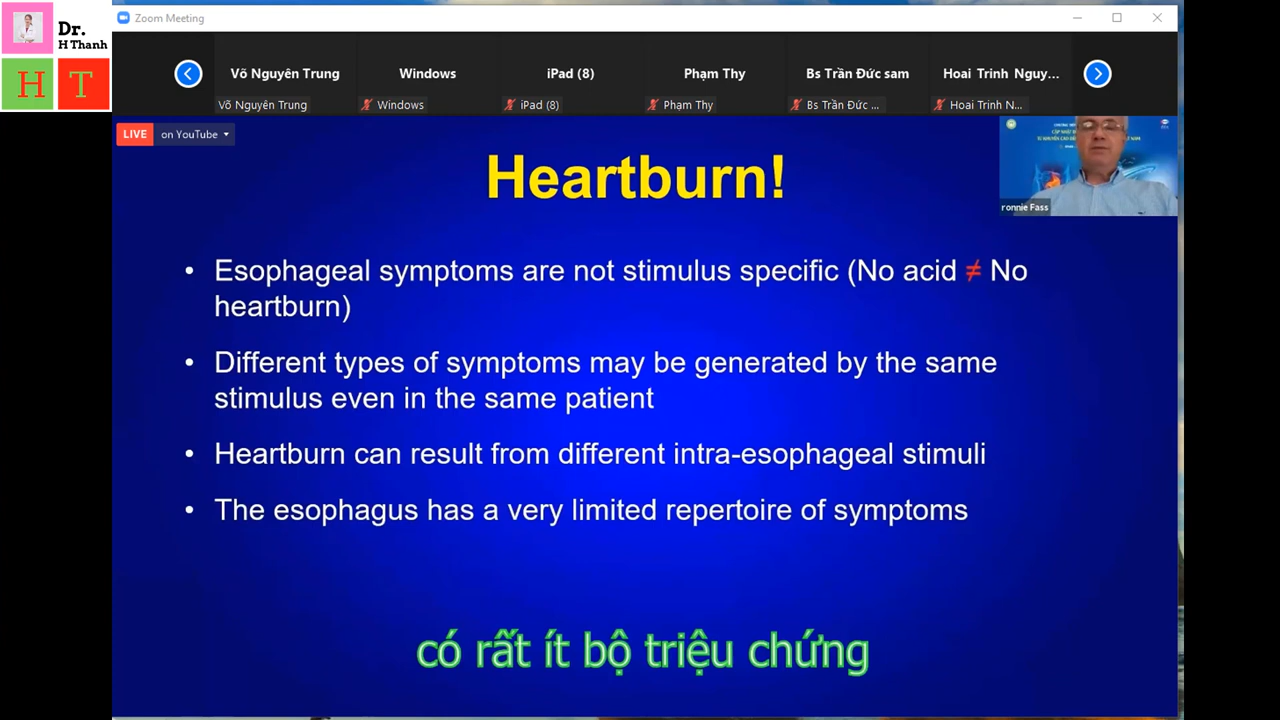 Dr.
H Thanh
H T
Zoom Meeting
Võ Nguyên Trung
Windows
iPad (8)
Phạm Thy
Bs Trần Đức sam
Hoai Trinh Nguy...
Võ Nguyên Trung
Windows
iPad (8)
Phạm Thy
Bs Trần Đức ...
Hoai Trinh N...
LIVE on YouTube
ronnie Fass
Heartburn!
• Esophageal symptoms are not stimulus specific (No acid ≠ No
heartburn)
• Different types of symptoms may be generated by the same
stimulus even in the same patient
• Heartburn can result from different intra-esophageal stimuli
• The esophagus has a very limited repertoire of symptoms
có rất ít bộ triệu chứng